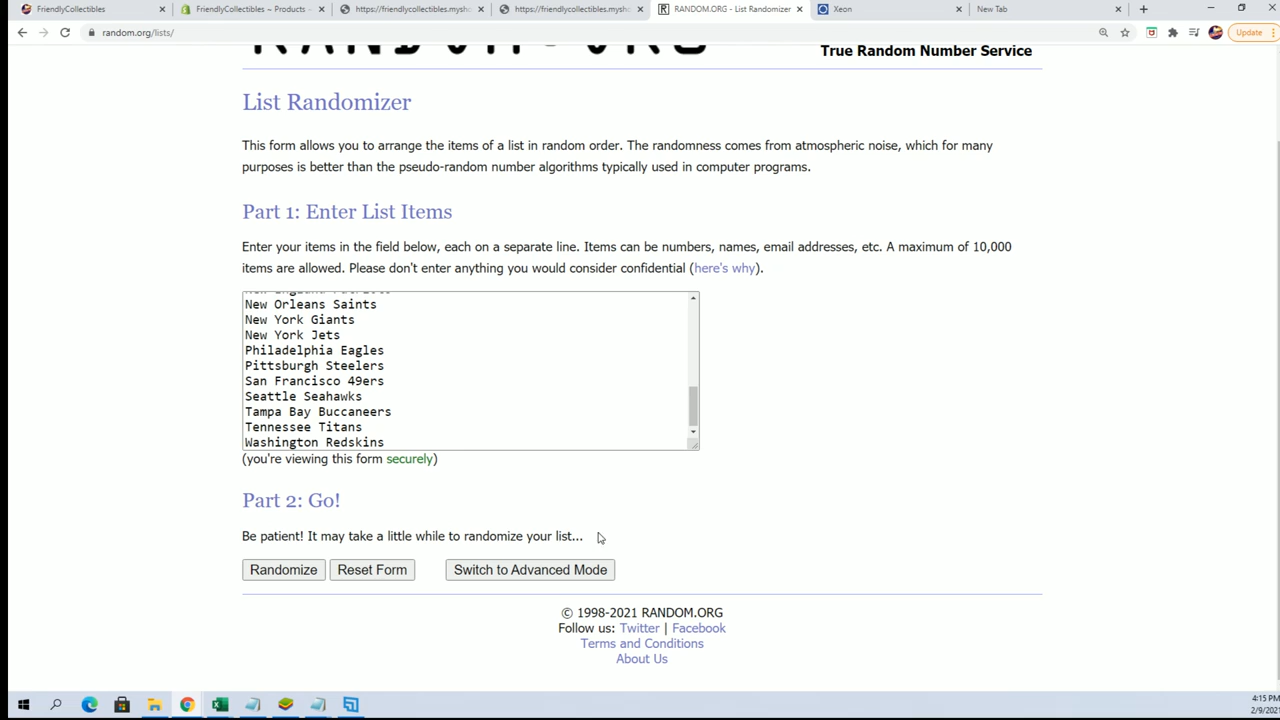 FriendlyCollectibles
FriendlyCollectibles ~ Products ~
https://friendlycollectibles.mysho
https://friendlycollectibles.mysho
RANDOM.ORG - List Randomizer
Xeon
New Tab
random.org/lists/
Update
RANDOM.ORG
True Random Number Service
List Randomizer
This form allows you to arrange the items of a list in random order. The randomness comes from atmospheric noise, which for many
purposes is better than the pseudo-random number algorithms typically used in computer programs.
Part 1: Enter List Items
Enter your items in the field below, each on a separate line. Items can be numbers, names, email addresses, etc. A maximum of 10,000
items are allowed. Please don't enter anything you would consider confidential (here's why).
New England Patriots
New Orleans Saints
New York Giants
New York Jets
Philadelphia Eagles
Pittsburgh Steelers
San Francisco 49ers
Seattle Seahawks
Tampa Bay Buccaneers
Tennessee Titans
Washington Redskins
(you're viewing this form securely)
Part 2: Go!
Be patient! It may take a little while to randomize your list...
Randomize Reset Form Switch to Advanced Mode
© 1998-2021 RANDOM.ORG
Follow us: Twitter | Facebook
Terms and Conditions
About Us
4:15 PM
2/9/2021